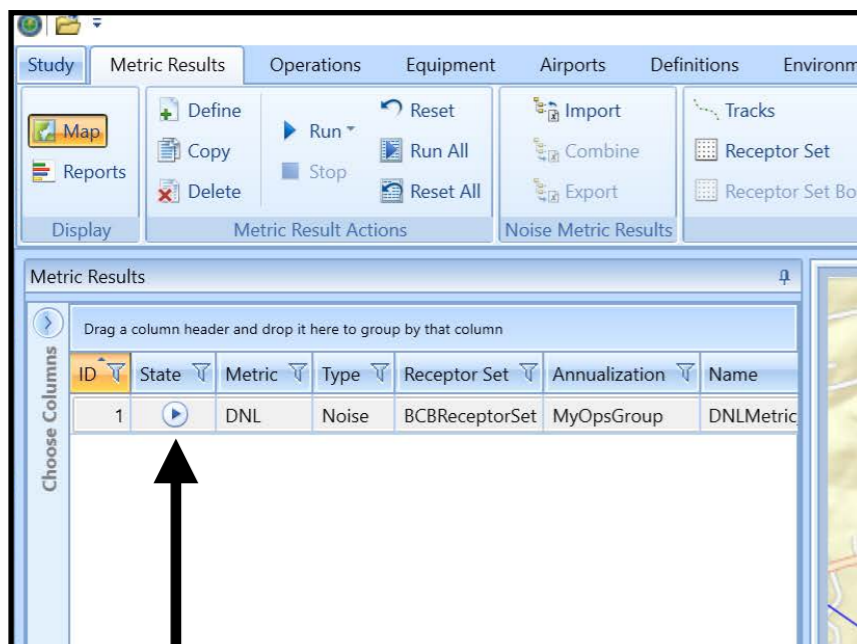 Study Metric Results Operations Equipment Airports Definitions Environm
Map Define Run Reset Import Tracks
Reports Copy Stop Run All Combine Receptor Set
Delete Reset All Export Receptor Set Bo
Display Metric Result Actions Noise Metric Results
Metric Results
Drag a column header and drop it here to group by that column
Choose Columns
ID State Metric Type Receptor Set Annualization Name
1 DNL Noise BCBReceptorSet MyOpsGroup DNLMetric